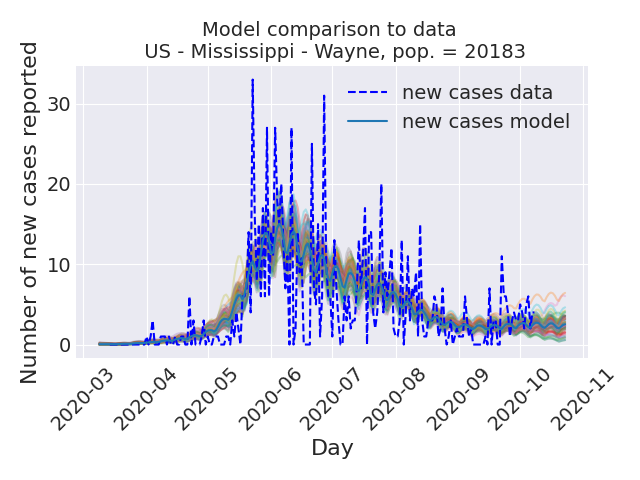 Model comparison to data
US - Mississippi - Wayne, pop. = 20183
Number of new cases reported
30
20
10
0
new cases data
new cases model
2020-03
2020-04
2020-05
2020-06
2020-07
2020-08
2020-09
2020-10
2020-11
Day